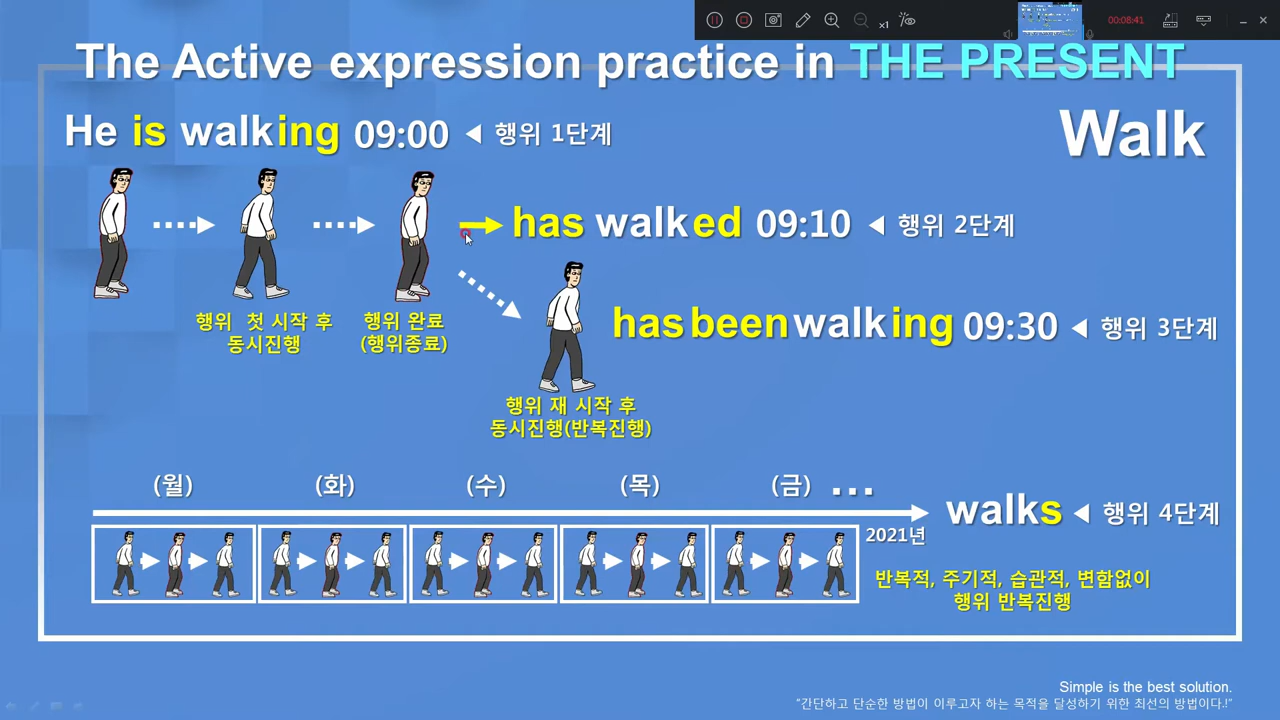 x1
00:08:41
The Active expression practice in THE PRESENT
He is walking 09:00 ◀ 행위 1단계
Walk
has walked 09:10 ◀ 행위 2단계
행위 첫 시작 후
동시진행
행위 완료
(행위종료)
has been walking 09:30 ◀ 행위 3단계
행위 재 시작 후
동시진행(반복진행)
(월) (화) (수) (목) (금) ...
walks ◀ 행위 4단계
2021년
반복적, 주기적, 습관적, 변함없이
행위 반복진행
Simple is the best solution.
"간단하고 단순한 방법이 이루고자 하는 목적을 달성하기 위한 최선의 방법이다.!"